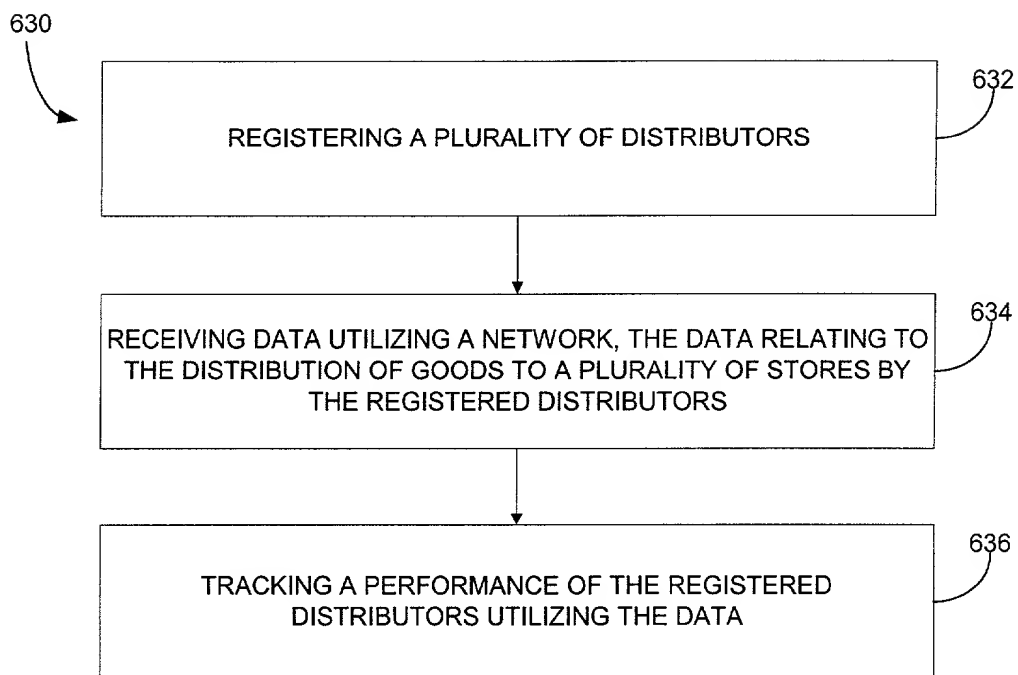 630
632
REGISTERING A PLURALITY OF DISTRIBUTORS
634
RECEIVING DATA UTILIZING A NETWORK, THE DATA RELATING TO
THE DISTRIBUTION OF GOODS TO A PLURALITY OF STORES BY
THE REGISTERED DISTRIBUTORS
636
TRACKING A PERFORMANCE OF THE REGISTERED
DISTRIBUTORS UTILIZING THE DATA